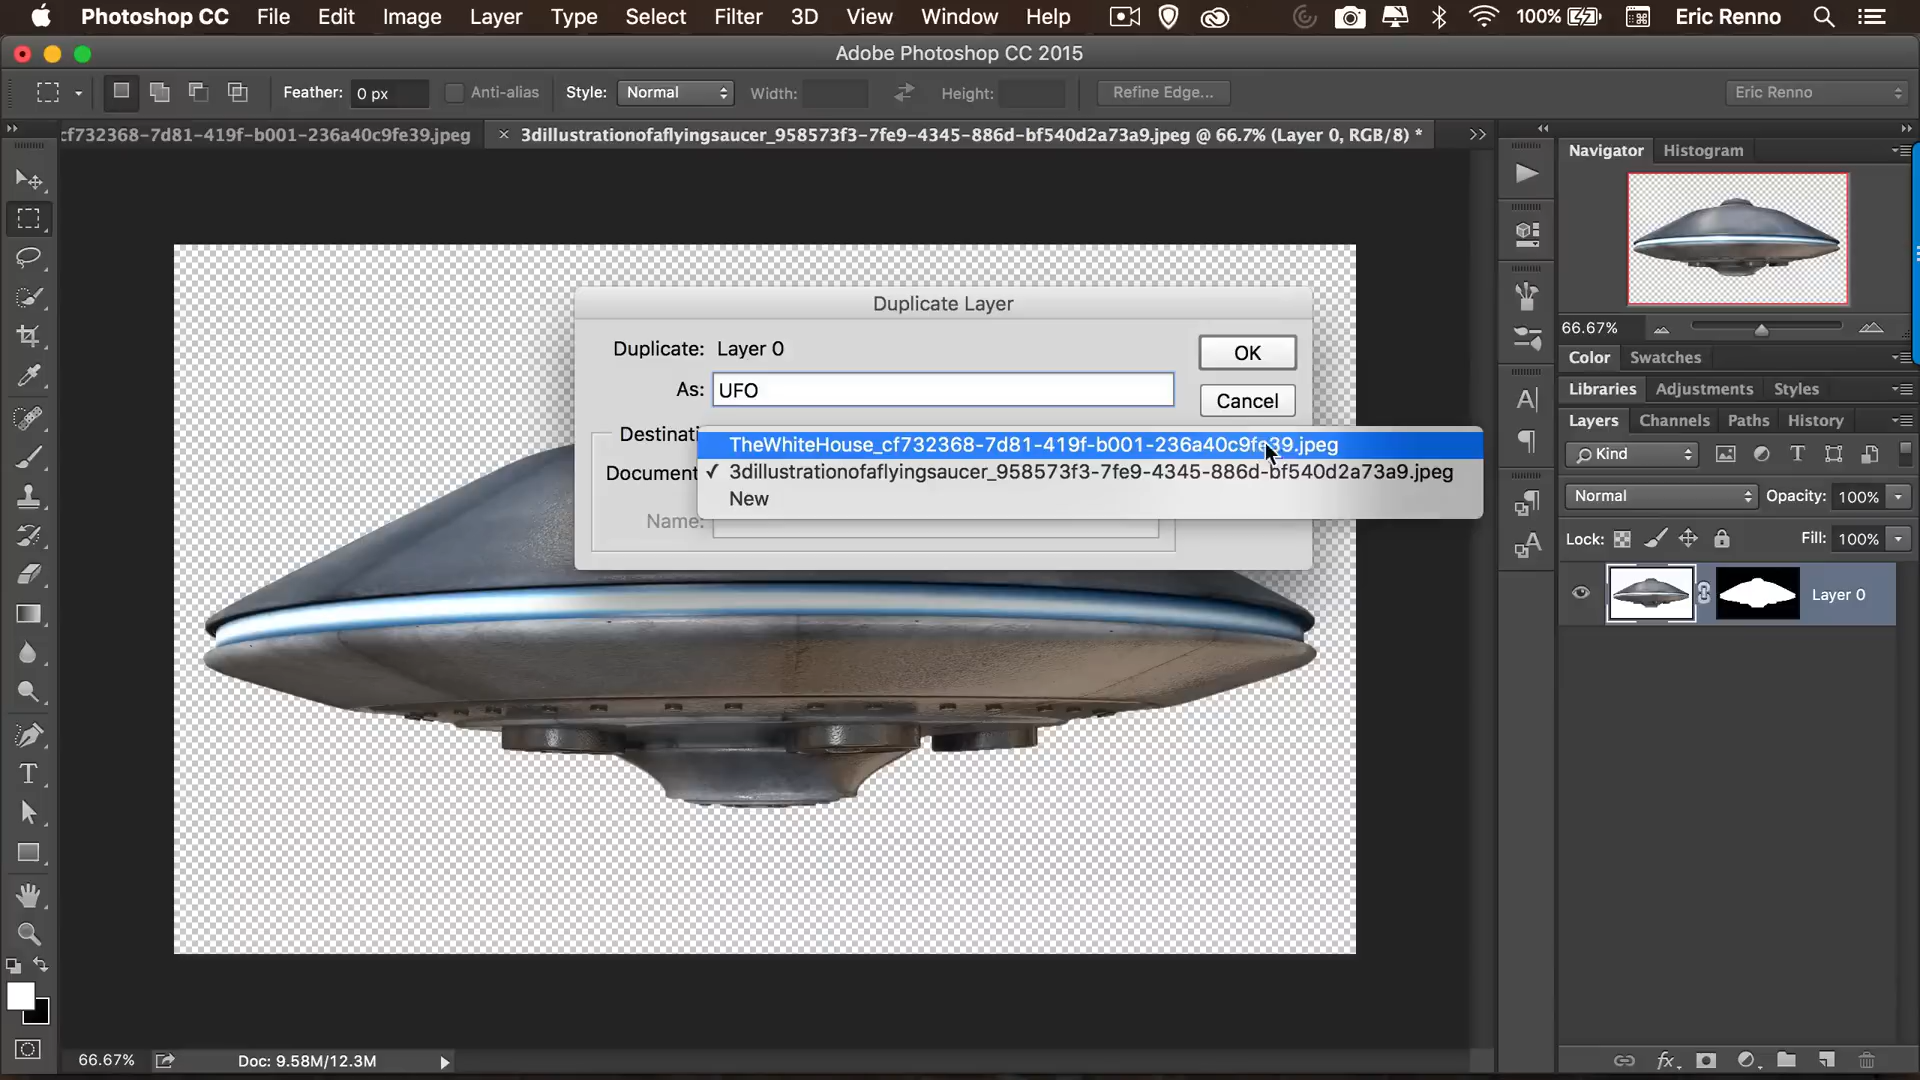 Photoshop CC File Edit Image Layer Type Select Filter 3D View Window Help 100% Eric Renno
Adobe Photoshop CC 2015
Feather: 0 px Anti-alias Style: Normal Width: Height: Refine Edge... Eric Renno
cf732368-7d81-419f-b001-236a40c9fe39.jpeg × 3dillustrationofaflyingsaucer_958573f3-7fe9-4345-886d-bf540d2a73a9.jpeg @ 66.7% (Layer 0, RGB/8) *
Navigator Histogram
66.67%
Color Swatches
Libraries Adjustments Styles
Layers Channels Paths History
Kind
Normal Opacity: 100%
Lock: Fill: 100%
Layer 0
Duplicate Layer
Duplicate: Layer 0
OK
As: UFO
Cancel
Destinati
TheWhiteHouse_cf732368-7d81-419f-b001-236a40c9fe39.jpeg
Document ✓ 3dillustrationofaflyingsaucer_958573f3-7fe9-4345-886d-bf540d2a73a9.jpeg
New
Name:
66.67% Doc: 9.58M/12.3M